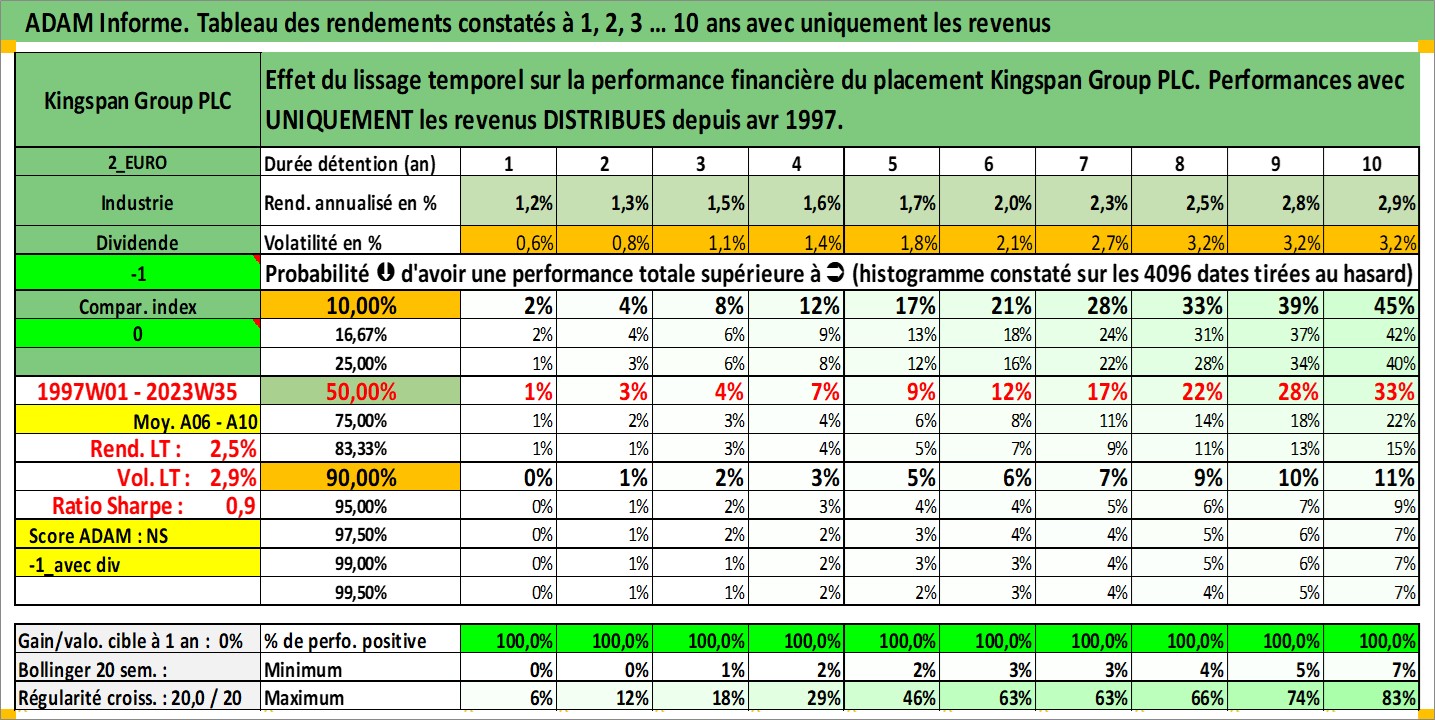 ADAM Informe. Tableau des rendements constatés à 1, 2, 3 ... 10 ans avec uniquement les revenus
Kingspan Group PLC
Effet du lissage temporel sur la performance financière du placement Kingspan Group PLC. Performances avec
UNIQUEMENT les revenus DISTRIBUES depuis avr 1997.
2_EURO Durée détention (an) 1 2 3 4 5 6 7 8 9 10
Industrie Rend. annualisé en % 1,2% 1,3% 1,5% 1,6% 1,7% 2,0% 2,3% 2,5% 2,8% 2,9%
Dividende Volatilité en % 0,6% 0,8% 1,1% 1,4% 1,8% 2,1% 2,7% 3,2% 3,2% 3,2%
-1 Probabilité ⮋ d'avoir une performance totale supérieure à ⮊ (histogramme constaté sur les 4096 dates tirées au hasard)
Compar. index 10,00% 2% 4% 8% 12% 17% 21% 28% 33% 39% 45%
0 16,67% 2% 4% 6% 9% 13% 18% 24% 31% 37% 42%
25,00% 1% 3% 6% 8% 12% 16% 22% 28% 34% 40%
1997W01 - 2023W35 50,00% 1% 3% 4% 7% 9% 12% 17% 22% 28% 33%
Moy. A06 - A10 75,00% 1% 2% 3% 4% 6% 8% 11% 14% 18% 22%
Rend. LT : 2,5% 83,33% 1% 1% 3% 4% 5% 7% 9% 11% 13% 15%
Vol. LT : 2,9% 90,00% 0% 1% 2% 3% 5% 6% 7% 9% 10% 11%
Ratio Sharpe : 0,9 95,00% 0% 1% 2% 3% 4% 4% 5% 6% 7% 9%
Score ADAM : NS 97,50% 0% 1% 2% 2% 3% 4% 4% 5% 6% 7%
-1_avec div 99,00% 0% 1% 1% 2% 3% 3% 4% 5% 6% 7%
99,50% 0% 1% 1% 2% 2% 3% 4% 4% 5% 7%
Gain/valo. cible à 1 an : 0% % de perfo. positive 100,0% 100,0% 100,0% 100,0% 100,0% 100,0% 100,0% 100,0% 100,0% 100,0%
Bollinger 20 sem. : Minimum 0% 0% 1% 2% 2% 3% 3% 4% 5% 7%
Régularité croiss. : 20,0 / 20 Maximum 6% 12% 18% 29% 46% 63% 63% 66% 74% 83%